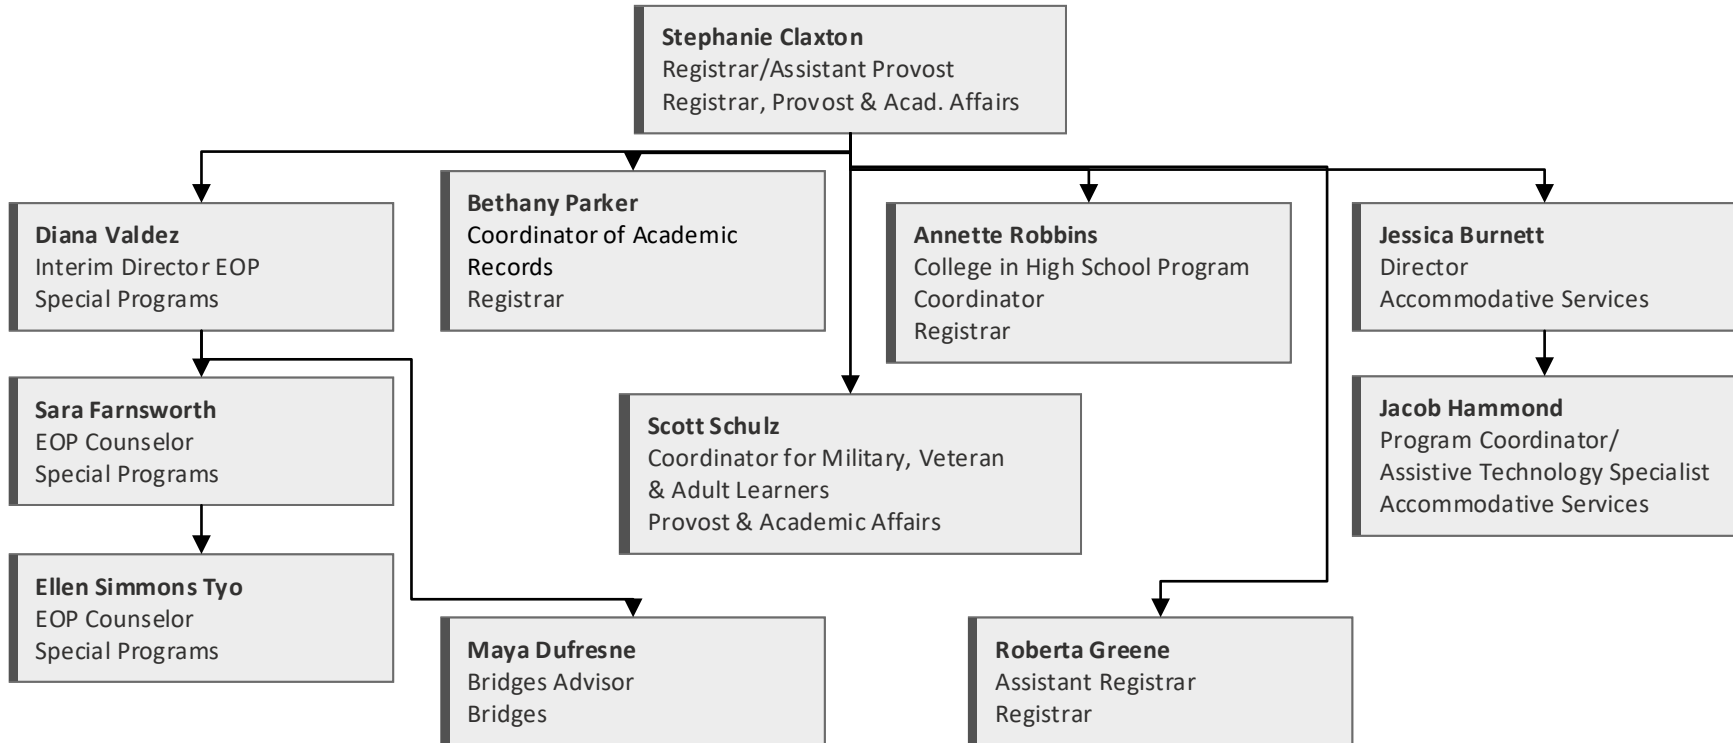 Stephanie Claxton
Registrar/Assistant Provost
Registrar, Provost & Acad. Affairs
Diana Valdez
Interim Director EOP
Special Programs
Bethany Parker
Coordinator of Academic
Records
Registrar
Annette Robbins
College in High School Program
Coordinator
Registrar
Jessica Burnett
Director
Accommodative Services
Sara Farnsworth
EOP Counselor
Special Programs
Scott Schulz
Coordinator for Military, Veteran
& Adult Learners
Provost & Academic Affairs
Jacob Hammond
Program Coordinator/
Assistive Technology Specialist
Accommodative Services
Ellen Simmons Tyo
EOP Counselor
Special Programs
Maya Dufresne
Bridges Advisor
Bridges
Roberta Greene
Assistant Registrar
Registrar